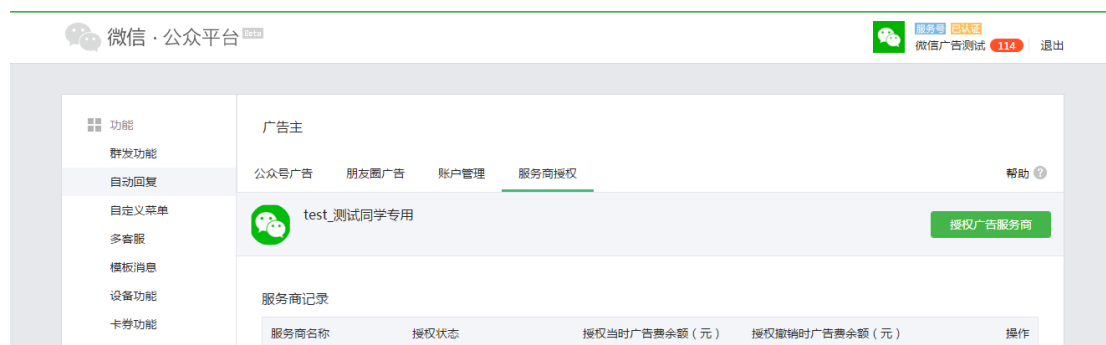 微信 · 公众平台 Beta
服务号 已认证
微信广告测试 114 退出
功能
群发功能
自动回复
自定义菜单
多客服
模板消息
设备功能
卡券功能
广告主
公众号广告 朋友圈广告 账户管理 服务商授权 帮助 ?
test_测试同学专用
授权广告服务商
服务商记录
服务商名称 授权状态 授权当时广告费余额（元） 授权撤销时广告费余额（元） 操作